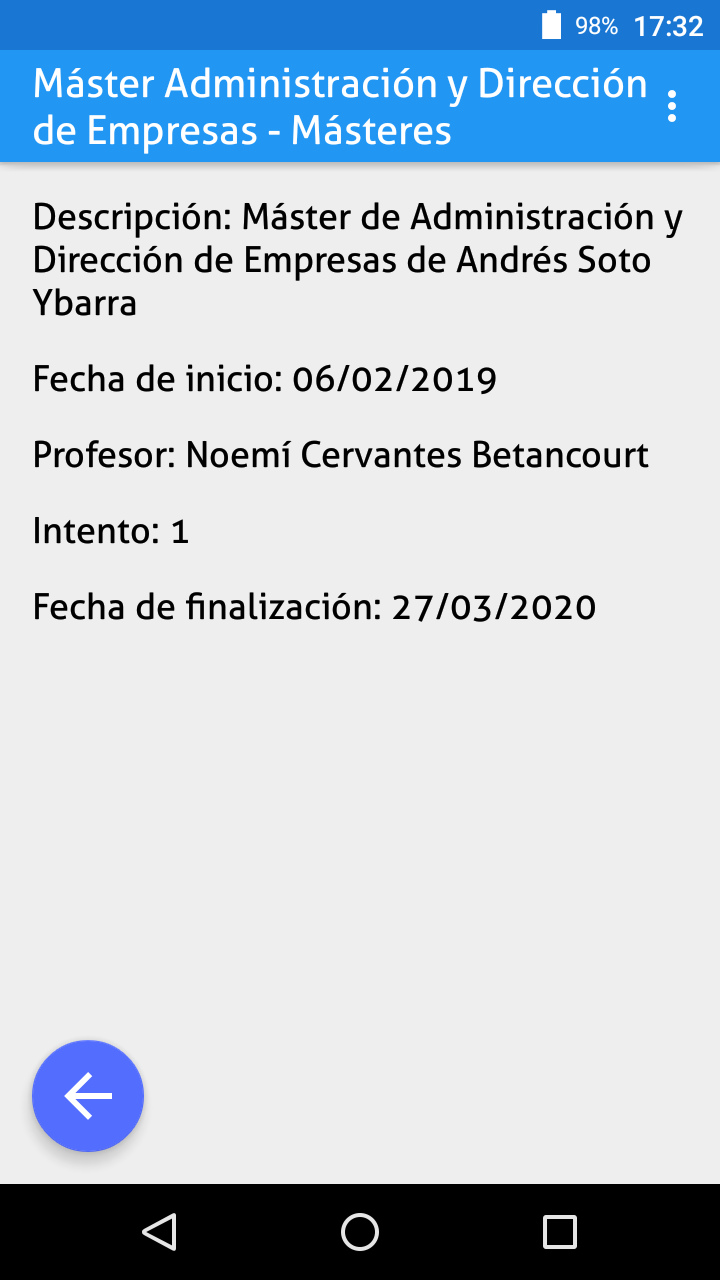 98% 17:32
Máster Administración y Dirección
de Empresas - Másteres
Descripción: Máster de Administración y
Dirección de Empresas de Andrés Soto
Ybarra
Fecha de inicio: 06/02/2019
Profesor: Noemí Cervantes Betancourt
Intento: 1
Fecha de finalización: 27/03/2020